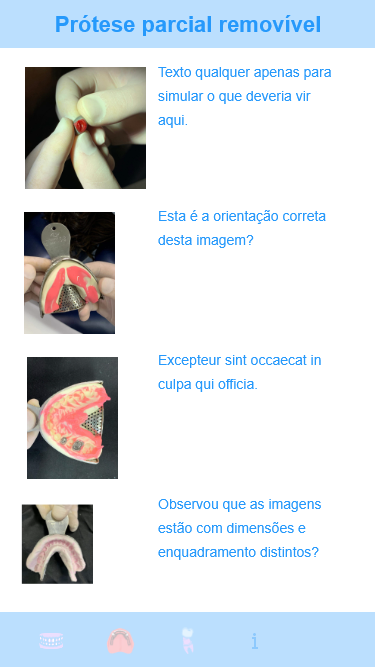 Prótese parcial removível
Texto qualquer apenas para
simular o que deveria vir
aqui.
Esta é a orientação correta
desta imagem?
Excepteur sint occaecat in
culpa qui officia.
Observou que as imagens
estão com dimensões e
enquadramento distintos?